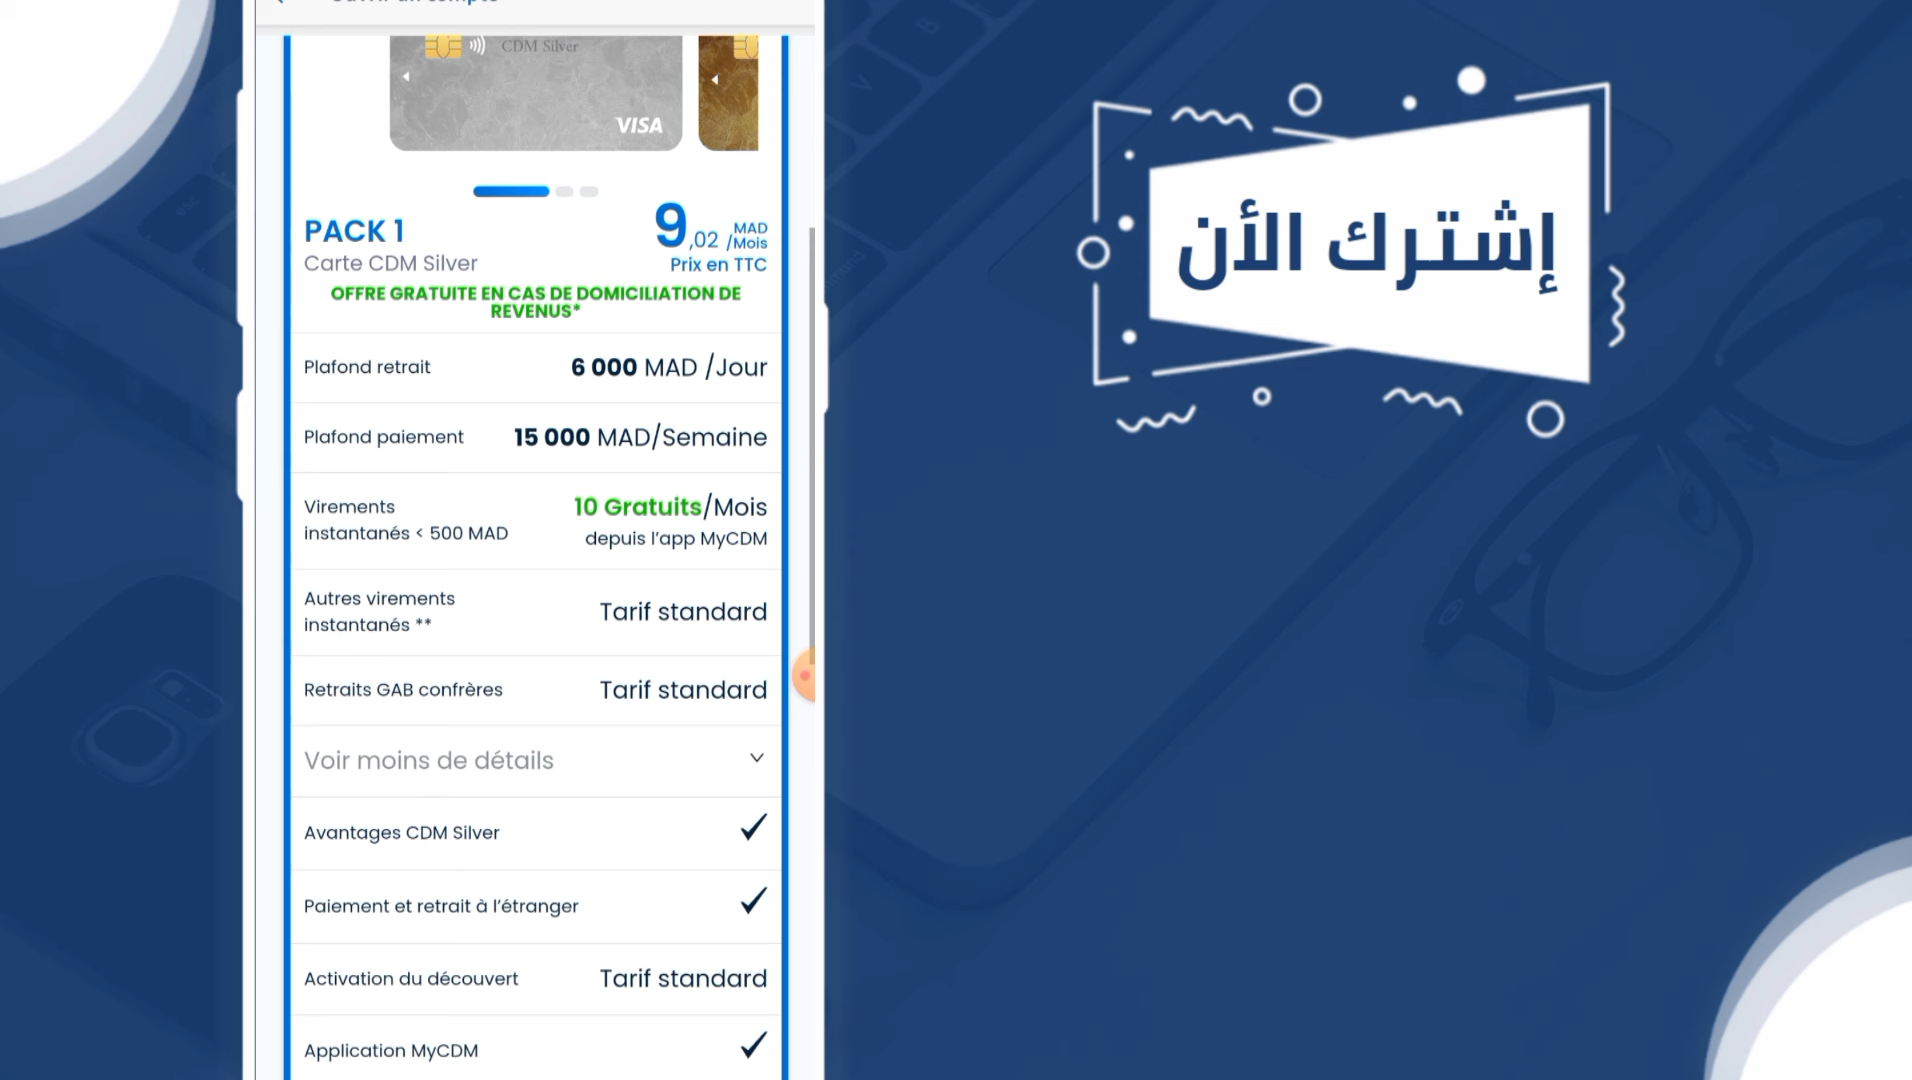 CDM Silver
VISA
PACK 1
Carte CDM Silver
9,02 MAD /Mois
Prix en TTC
OFFRE GRATUITE EN CAS DE DOMICILIATION DE
REVENUS*
Plafond retrait 6 000 MAD /Jour
Plafond paiement 15 000 MAD/Semaine
Virements
instantanés < 500 MAD
10 Gratuits/Mois
depuis l'app MyCDM
Autres virements
instantanés **
Tarif standard
Retraits GAB confrères Tarif standard
Voir moins de détails
Avantages CDM Silver
Paiement et retrait à l'étranger
Activation du découvert Tarif standard
Application MyCDM
إشترك الأن